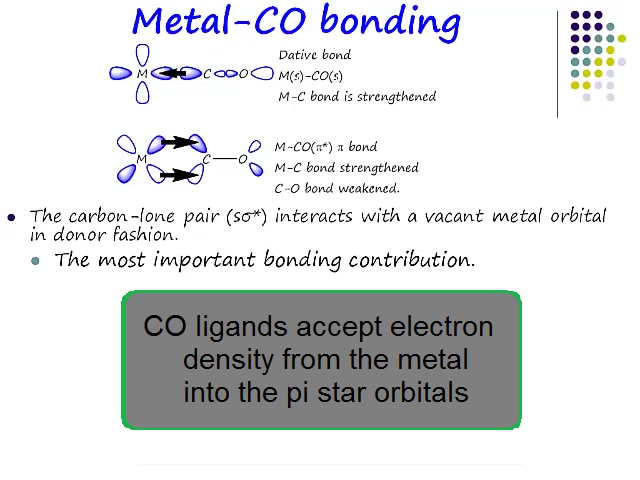 Metal-CO bonding
M C O
Dative bond
M(s)-CO(s)
M-C bond is strengthened
M C O
M-CO(π*) π bond
M-C bond strengthened
C-O bond weakened.
The carbon-lone pair (sσ*) interacts with a vacant metal orbital
in donor fashion.
The most important bonding contribution.
CO ligands accept electron
density from the metal
into the pi star orbitals